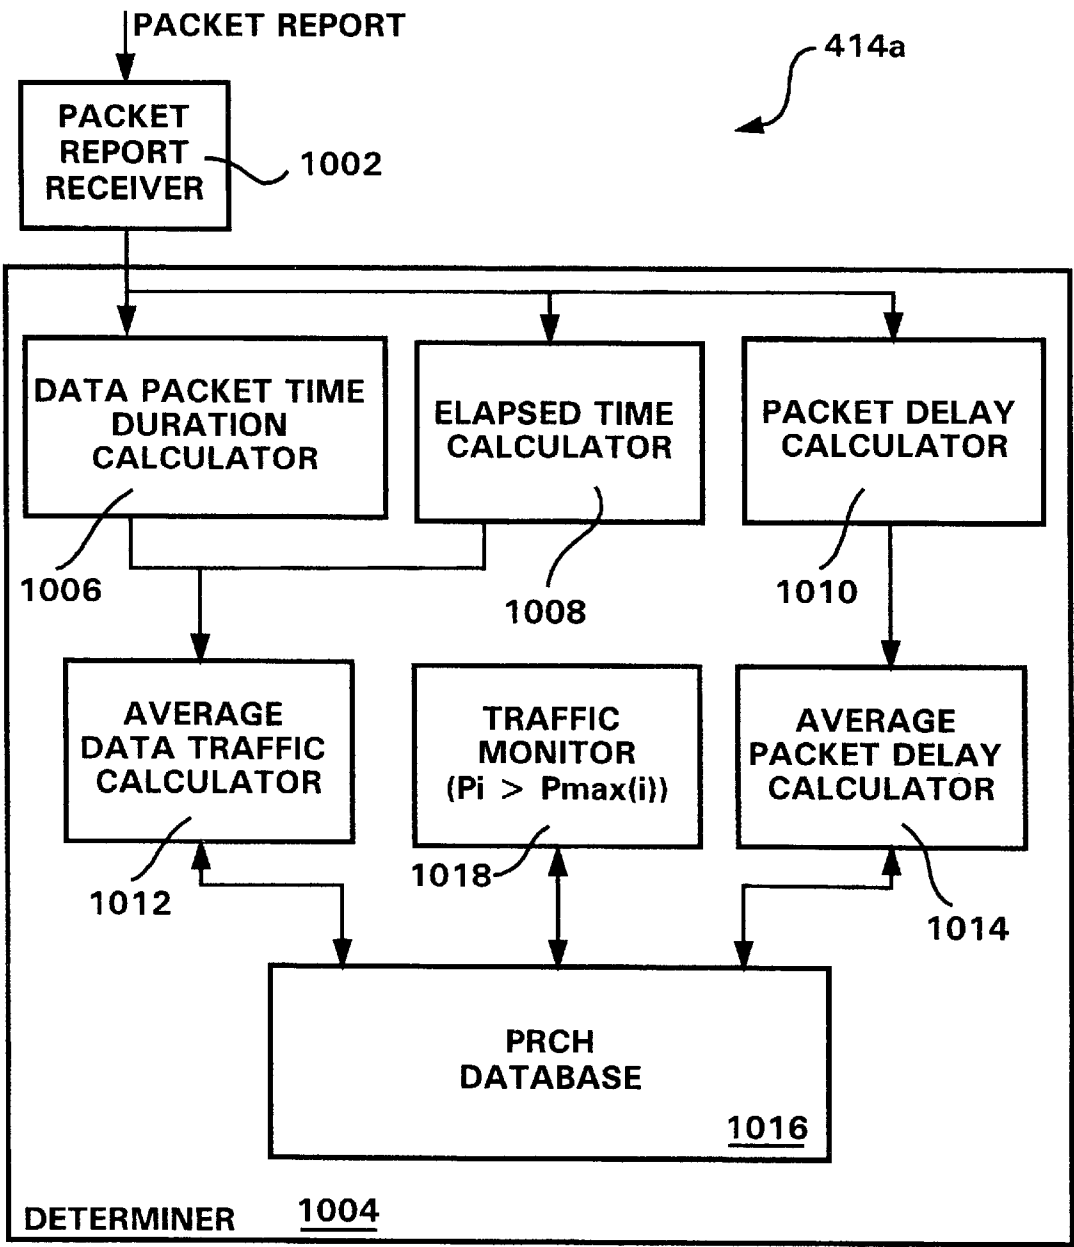 PACKET REPORT
414a
PACKET
REPORT
RECEIVER
1002
DATA PACKET TIME
DURATION
CALCULATOR
ELAPSED TIME
CALCULATOR
PACKET DELAY
CALCULATOR
1006
1008
1010
AVERAGE
DATA TRAFFIC
CALCULATOR
TRAFFIC
MONITOR
(Pi > Pmax(i))
AVERAGE
PACKET DELAY
CALCULATOR
1012
1018
1014
PRCH
DATABASE
1016
DETERMINER 1004